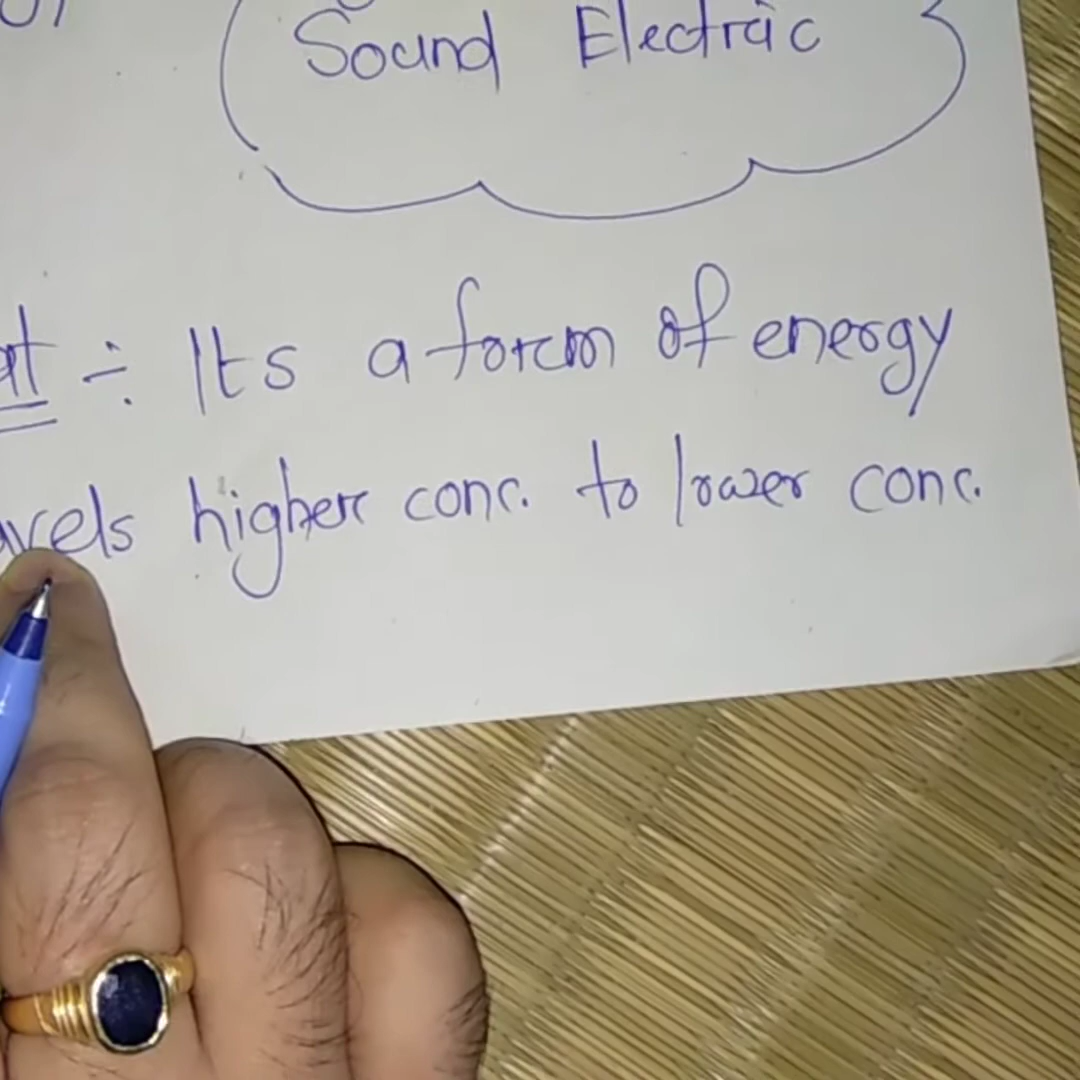 Sound Electric
÷ Its a form of energy
higher conc. to lower conc.